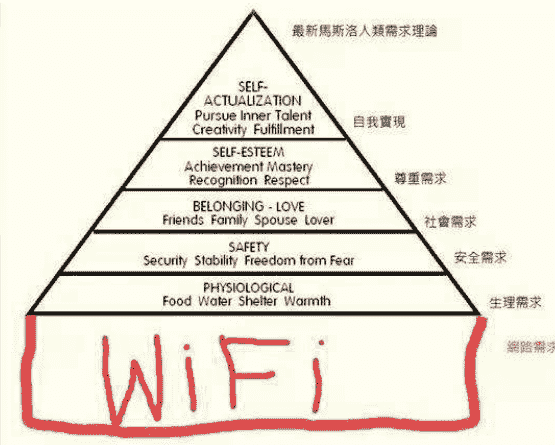 最新馬斯洛人類需求理論
SELF-
ACTUALIZATION
Pursue Inner Talent
Creativity Fulfillment
自我實現
SELF-ESTEEM
Achievement Mastery
Recognition Respect
尊重需求
BELONGING - LOVE
Friends Family Spouse Lover
社會需求
SAFETY
Security Stability Freedom from Fear
安全需求
PHYSIOLOGICAL
Food Water Shelter Warmth
生理需求
WiFi
網路需求